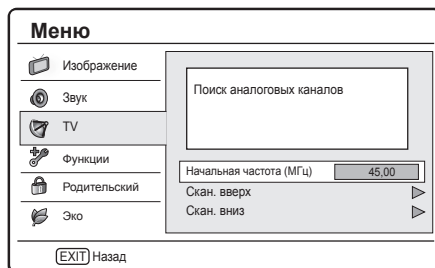 Меню
Изображение
Звук
TV
Функции
Родительский
Эко
Поиск аналоговых каналов
Начальная частота (МГц) 45,00
Скан. вверх
Скан. вниз
EXIT Назад